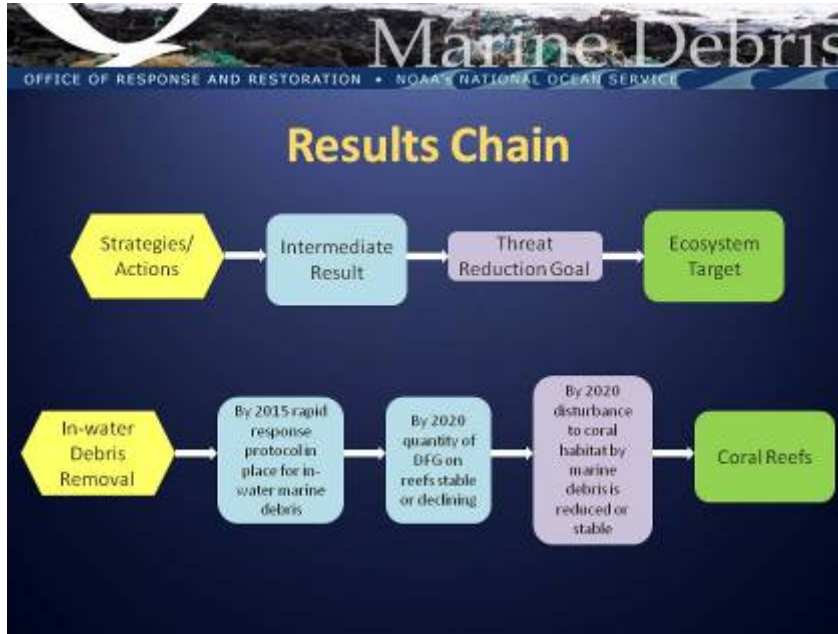 Marine Debris
OFFICE OF RESPONSE AND RESTORATION • NOAA's NATIONAL OCEAN SERVICE
Results Chain
Strategies/
Actions
Intermediate
Result
Threat
Reduction Goal
Ecosystem
Target
In-water
Debris
Removal
By 2015 rapid
response
protocol in
place for in-
water marine
debris
By 2020
quantity of
DFG on
reefs stable
or declining
By 2020
disturbance
to coral
habitat by
marine
debris is
reduced or
stable
Coral Reefs